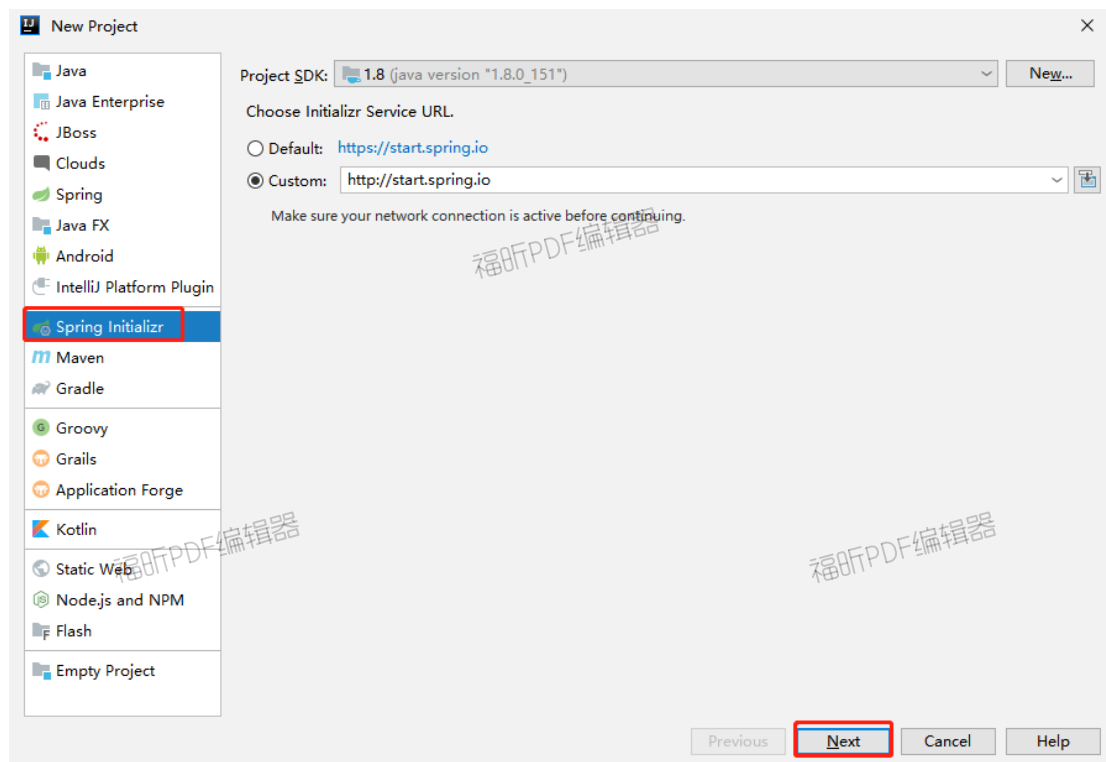 New Project
Java
Java Enterprise
JBoss
Clouds
Spring
Java FX
Android
IntelliJ Platform Plugin
Spring Initializr
Maven
Gradle
Groovy
Grails
Application Forge
Kotlin
Static Web
Node.js and NPM
Flash
Empty Project
Project SDK: 1.8 (java version "1.8.0_151") New...
Choose Initializr Service URL.
Default: https://start.spring.io
Custom: http://start.spring.io
Make sure your network connection is active before continuing.
福昕PDF编辑器
福昕PDF编辑器
福昕PDF编辑器
Previous Next Cancel Help